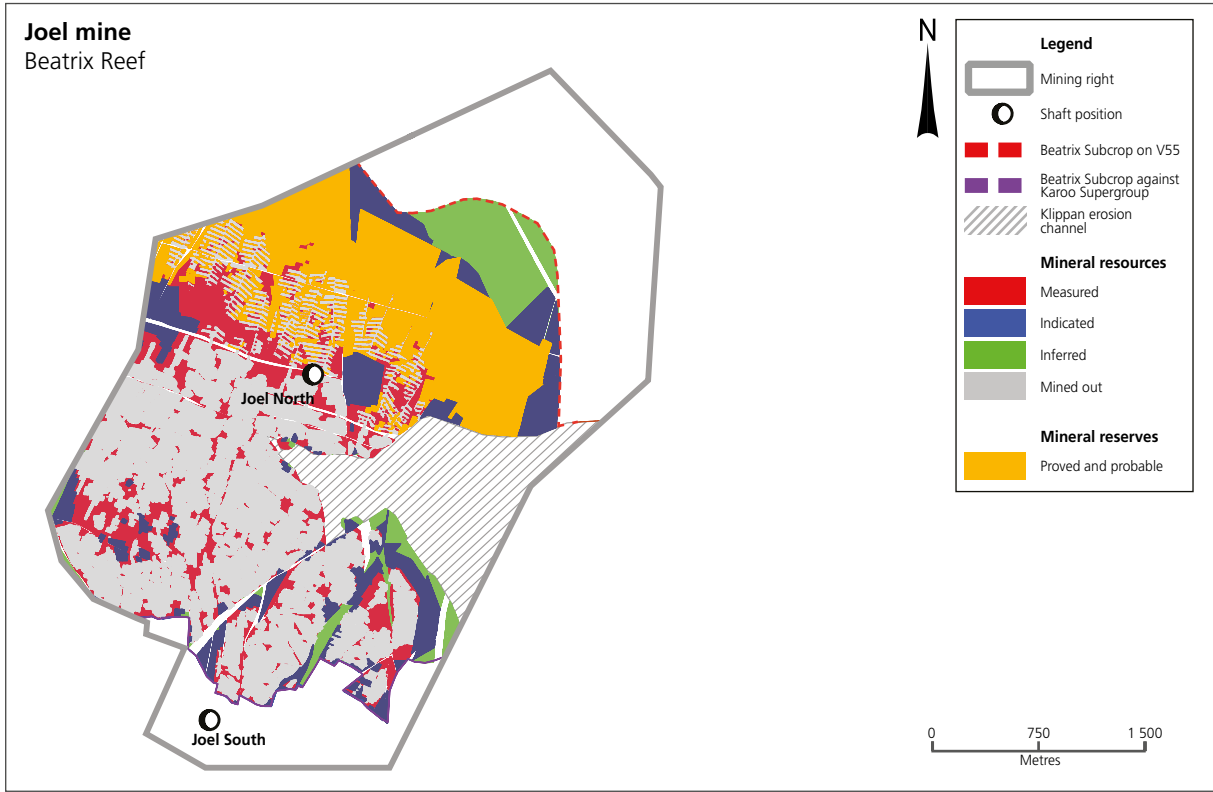 Joel mine
Beatrix Reef
N
Legend
Mining right
Shaft position
Beatrix Subcrop on V55
Beatrix Subcrop against
Karoo Supergroup
Klippan erosion
channel
Mineral resources
Measured
Indicated
Inferred
Mined out
Mineral reserves
Proved and probable
Joel North
Joel South
0 750 1 500
Metres